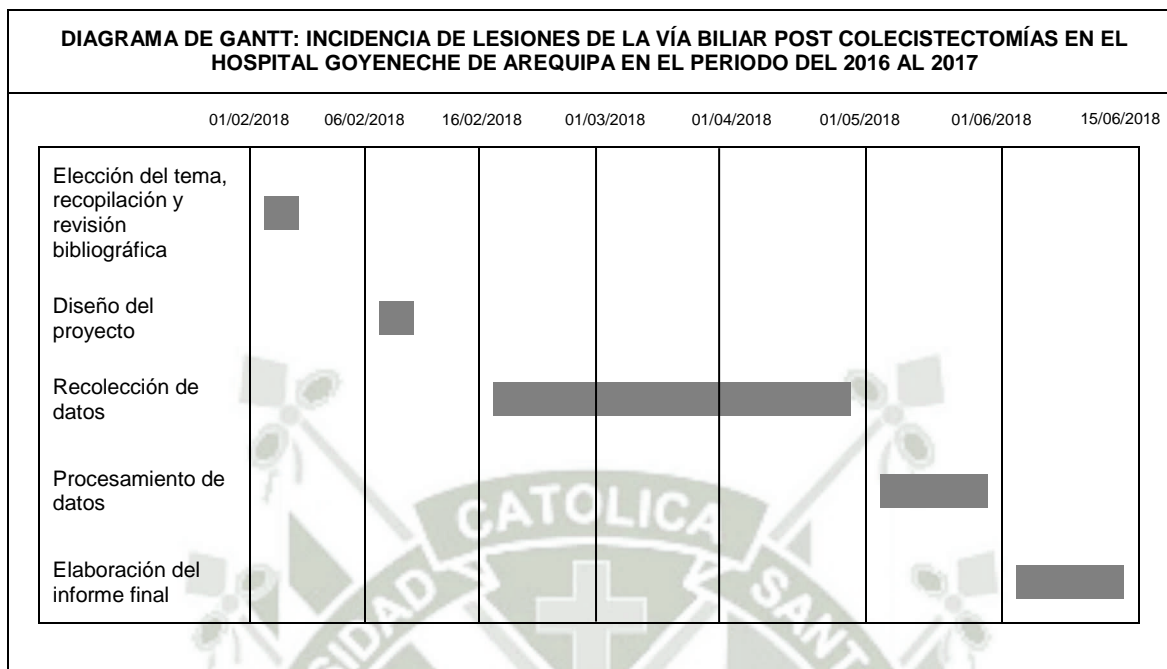 DIAGRAMA DE GANTT: INCIDENCIA DE LESIONES DE LA VÍA BILIAR POST COLECISTECTOMÍAS EN EL
HOSPITAL GOYENECHE DE AREQUIPA EN EL PERIODO DEL 2016 AL 2017
01/02/2018 06/02/2018 16/02/2018 01/03/2018 01/04/2018 01/05/2018 01/06/2018 15/06/2018
Elección del tema,
recopilación y
revisión
bibliográfica
Diseño del
proyecto
Recolección de
datos
Procesamiento de
datos
Elaboración del
informe final
CATOLICA
SIDAD
SANT